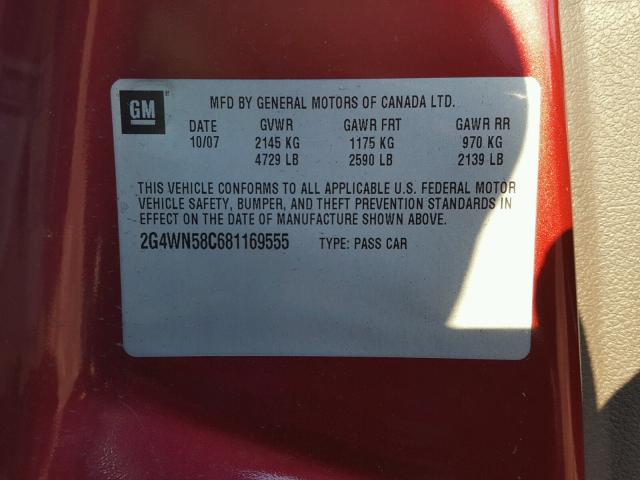 GM
MFD BY GENERAL MOTORS OF CANADA LTD.
DATE GVWR GAWR FRT GAWR RR
10/07 2145 KG 1175 KG 970 KG
4729 LB 2590 LB 2139 LB
THIS VEHICLE CONFORMS TO ALL APPLICABLE U.S. FEDERAL MOTOR
VEHICLE SAFETY, BUMPER, AND THEFT PREVENTION STANDARDS IN
EFFECT ON THE DATE OF MANUFACTURE SHOWN ABOVE.
2G4WN58C681169555 TYPE: PASS CAR